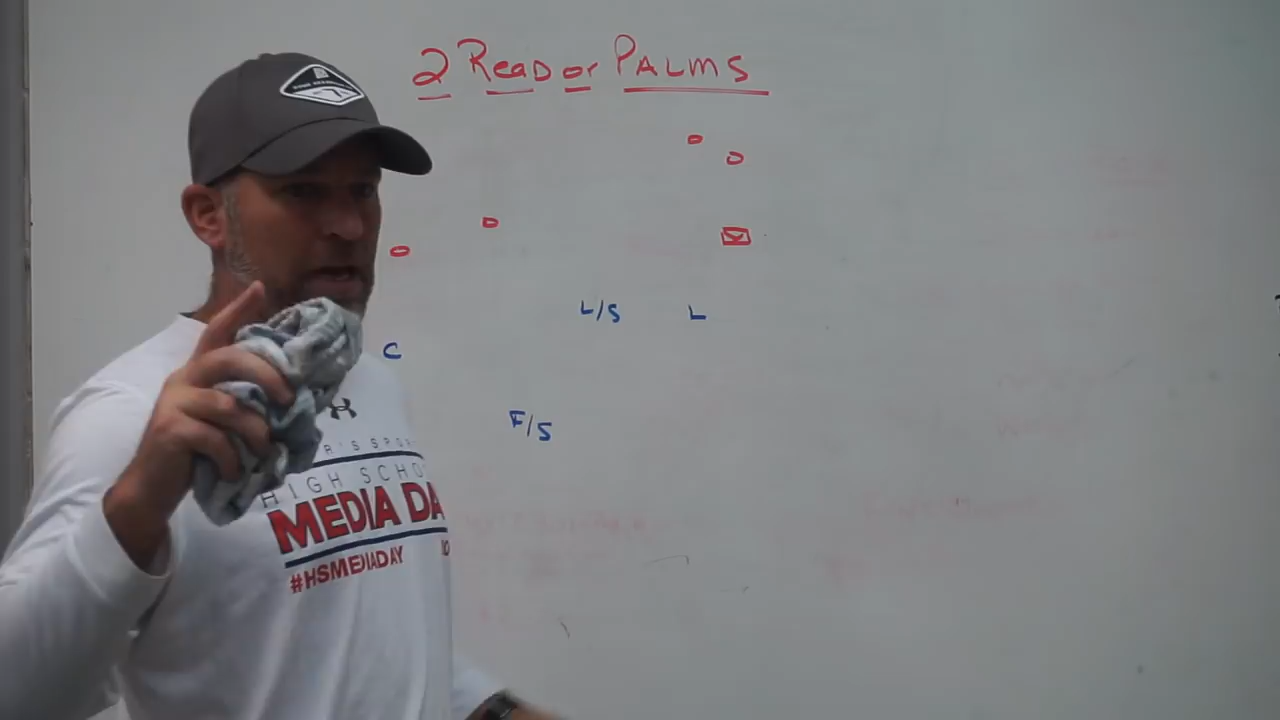 2 Read or PALMS
L/S
L
C
F/S
HIGH SCHO
MEDIA DA
#HSMEDIADAY